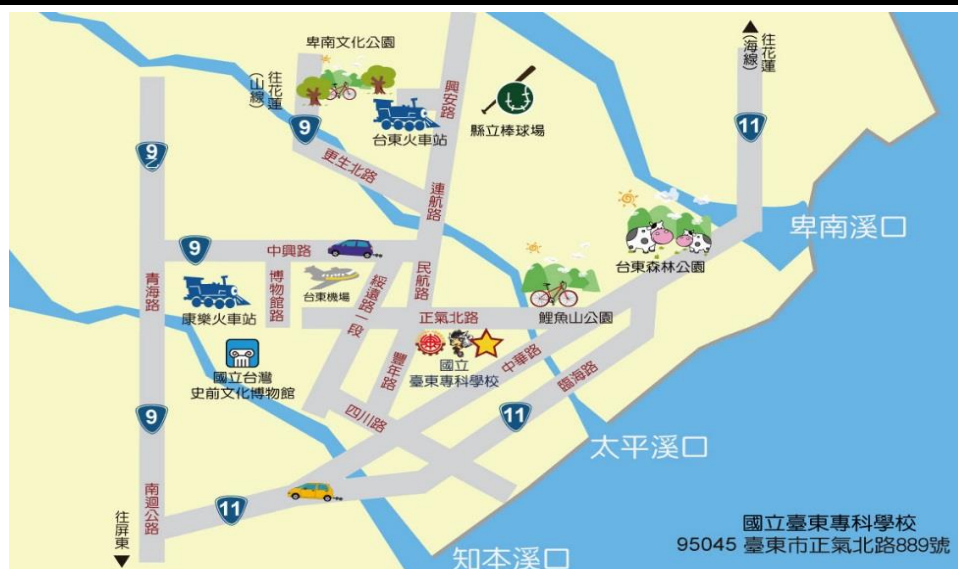 卑南文化公園
往花蓮
(山線)
往花蓮
(海線)
興安路
9
台東火車站
縣立棒球場
11
9
乙
更生北路
連航路
卑南溪口
台東森林公園
9
中興路
青海路
博物館路
台東機場
綏遠路一段
民航路
康樂火車站
正氣北路
鯉魚山公園
國立
臺東專科學校
中華路
臨海路
豐年路
國立台灣
史前文化博物館
四川路
9
11
太平溪口
南迴公路
11
往屏東
知本溪口
國立臺東專科學校
95045 臺東市正氣北路889號